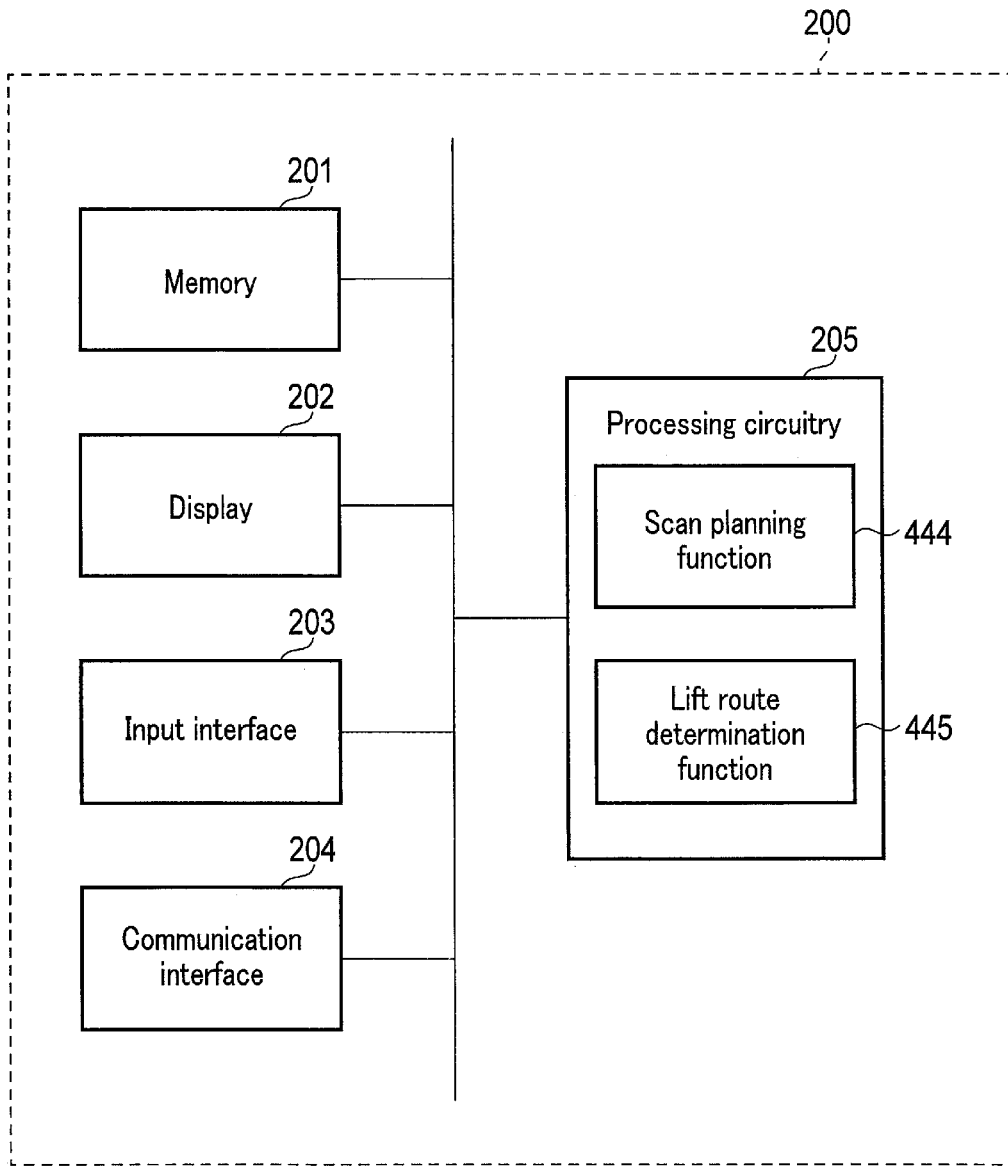 200
201
Memory
202
Display
203
Input interface
204
Communication
interface
205
Processing circuitry
Scan planning
function
444
Lift route
determination
function
445